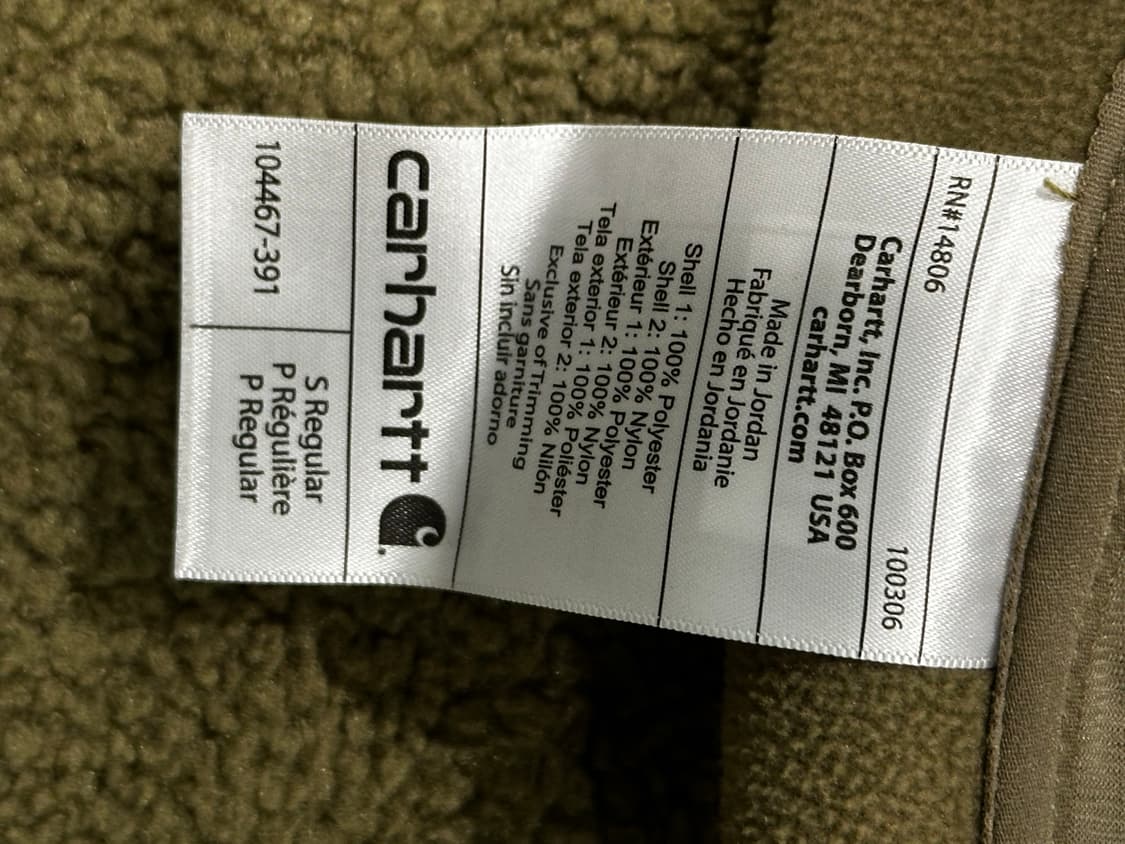 RN#14806
100306
Carhartt, Inc. P.O. Box 600
Dearborn, MI 48121 USA
carhartt.com
Made in Jordan
Fabriqué en Jordanie
Hecho en Jordania
Shell 1: 100% Polyester
Shell 2: 100% Nylon
Extérieur 1: 100% Polyester
Extérieur 2: 100% Nylon
Tela exterior 1: 100% Poliéster
Tela exterior 2: 100% Nilón
Exclusive of Trimming
Sans garniture
Sin incluir adorno
carhartt
104467-391
S Regular
P Régulière
P Regular